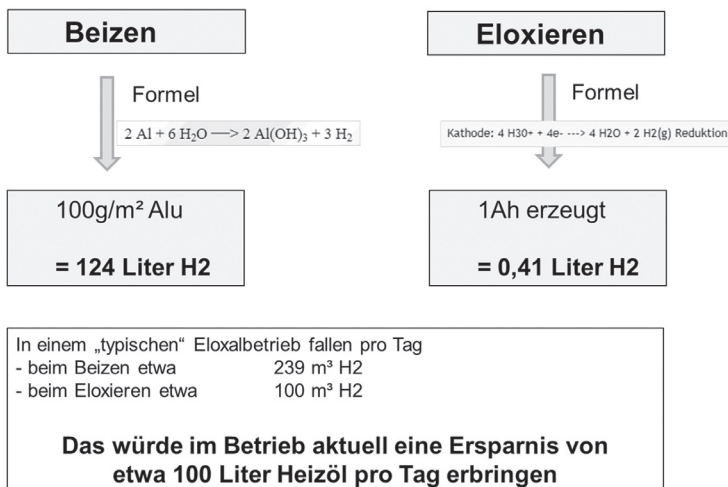 Beizen
Formel
2 Al + 6 H₂O —> 2 Al(OH)₃ + 3 H₂
100g/m² Alu
= 124 Liter H2
Eloxieren
Formel
Kathode: 4 H30+ + 4e- ---> 4 H2O + 2 H2(g) Reduktion
1Ah erzeugt
= 0,41 Liter H2
In einem „typischen“ Eloxalbetrieb fallen pro Tag
- beim Beizen etwa 239 m³ H2
- beim Eloxieren etwa 100 m³ H2
Das würde im Betrieb aktuell eine Ersparnis von
etwa 100 Liter Heizöl pro Tag erbringen